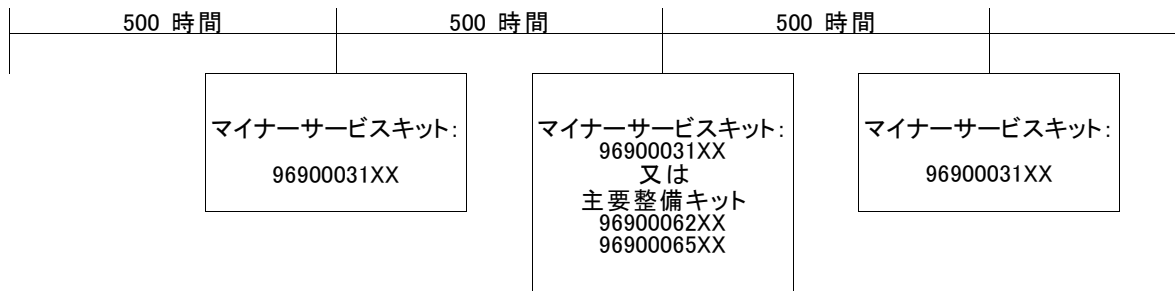 500 時間
500 時間
500 時間
マイナーサービスキット:
96900031XX
マイナーサービスキット:
96900031XX
又は
主要整備キット
96900062XX
96900065XX
マイナーサービスキット:
96900031XX